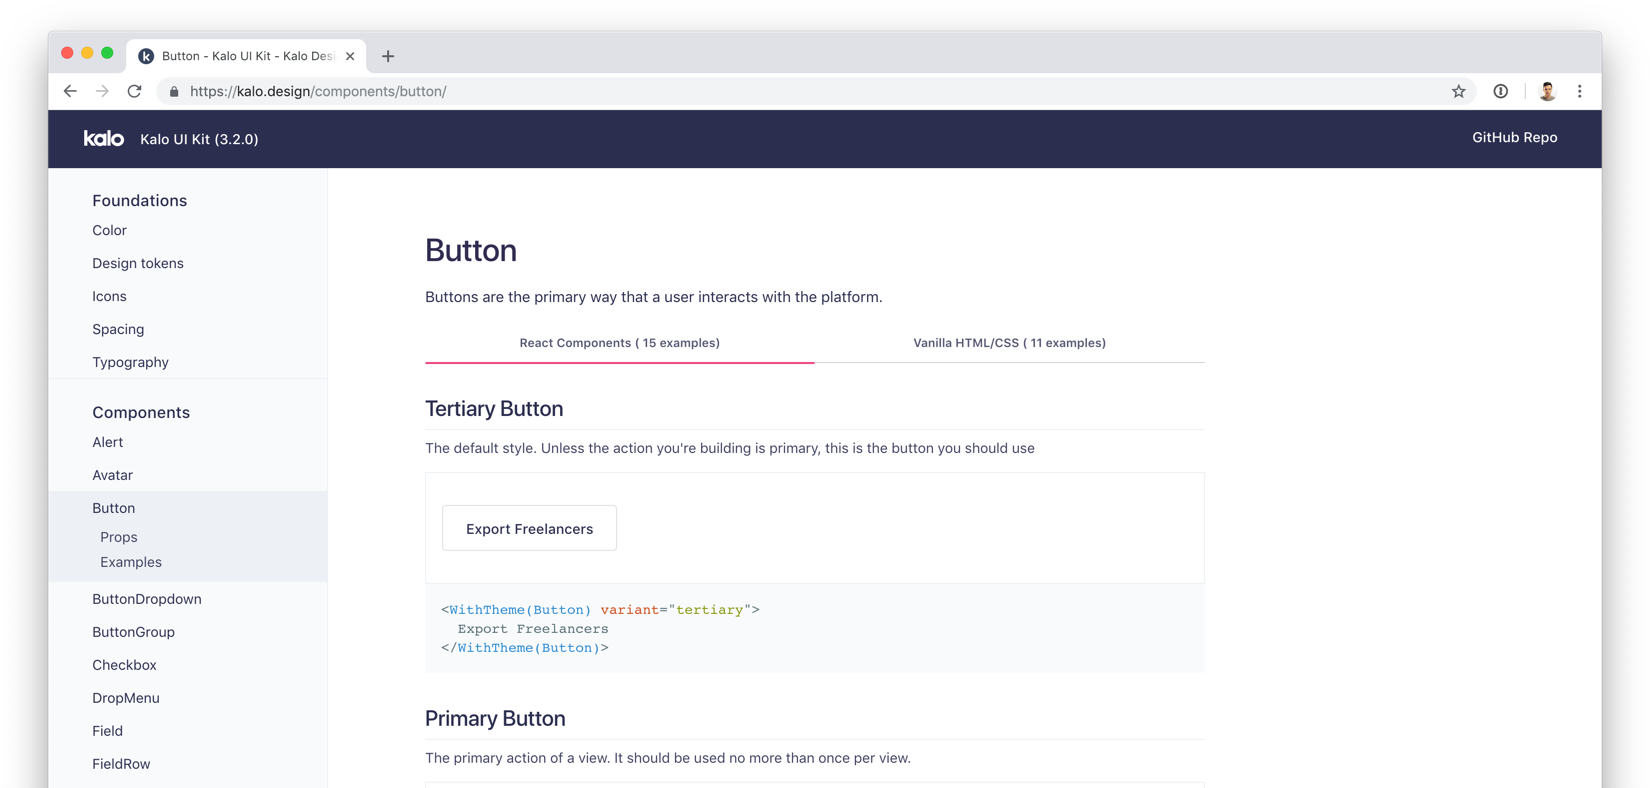 Button - Kalo UI Kit - Kalo Des
https://kalo.design/components/button/
kalo Kalo UI Kit (3.2.0)
GitHub Repo
Foundations
Color
Design tokens
Icons
Spacing
Typography
Components
Alert
Avatar
Button
Props
Examples
ButtonDropdown
ButtonGroup
Checkbox
DropMenu
Field
FieldRow
Button
Buttons are the primary way that a user interacts with the platform.
React Components ( 15 examples)
Vanilla HTML/CSS ( 11 examples)
Tertiary Button
The default style. Unless the action you're building is primary, this is the button you should use
Export Freelancers
<WithTheme(Button) variant="tertiary">
Export Freelancers
</WithTheme(Button)>
Primary Button
The primary action of a view. It should be used no more than once per view.